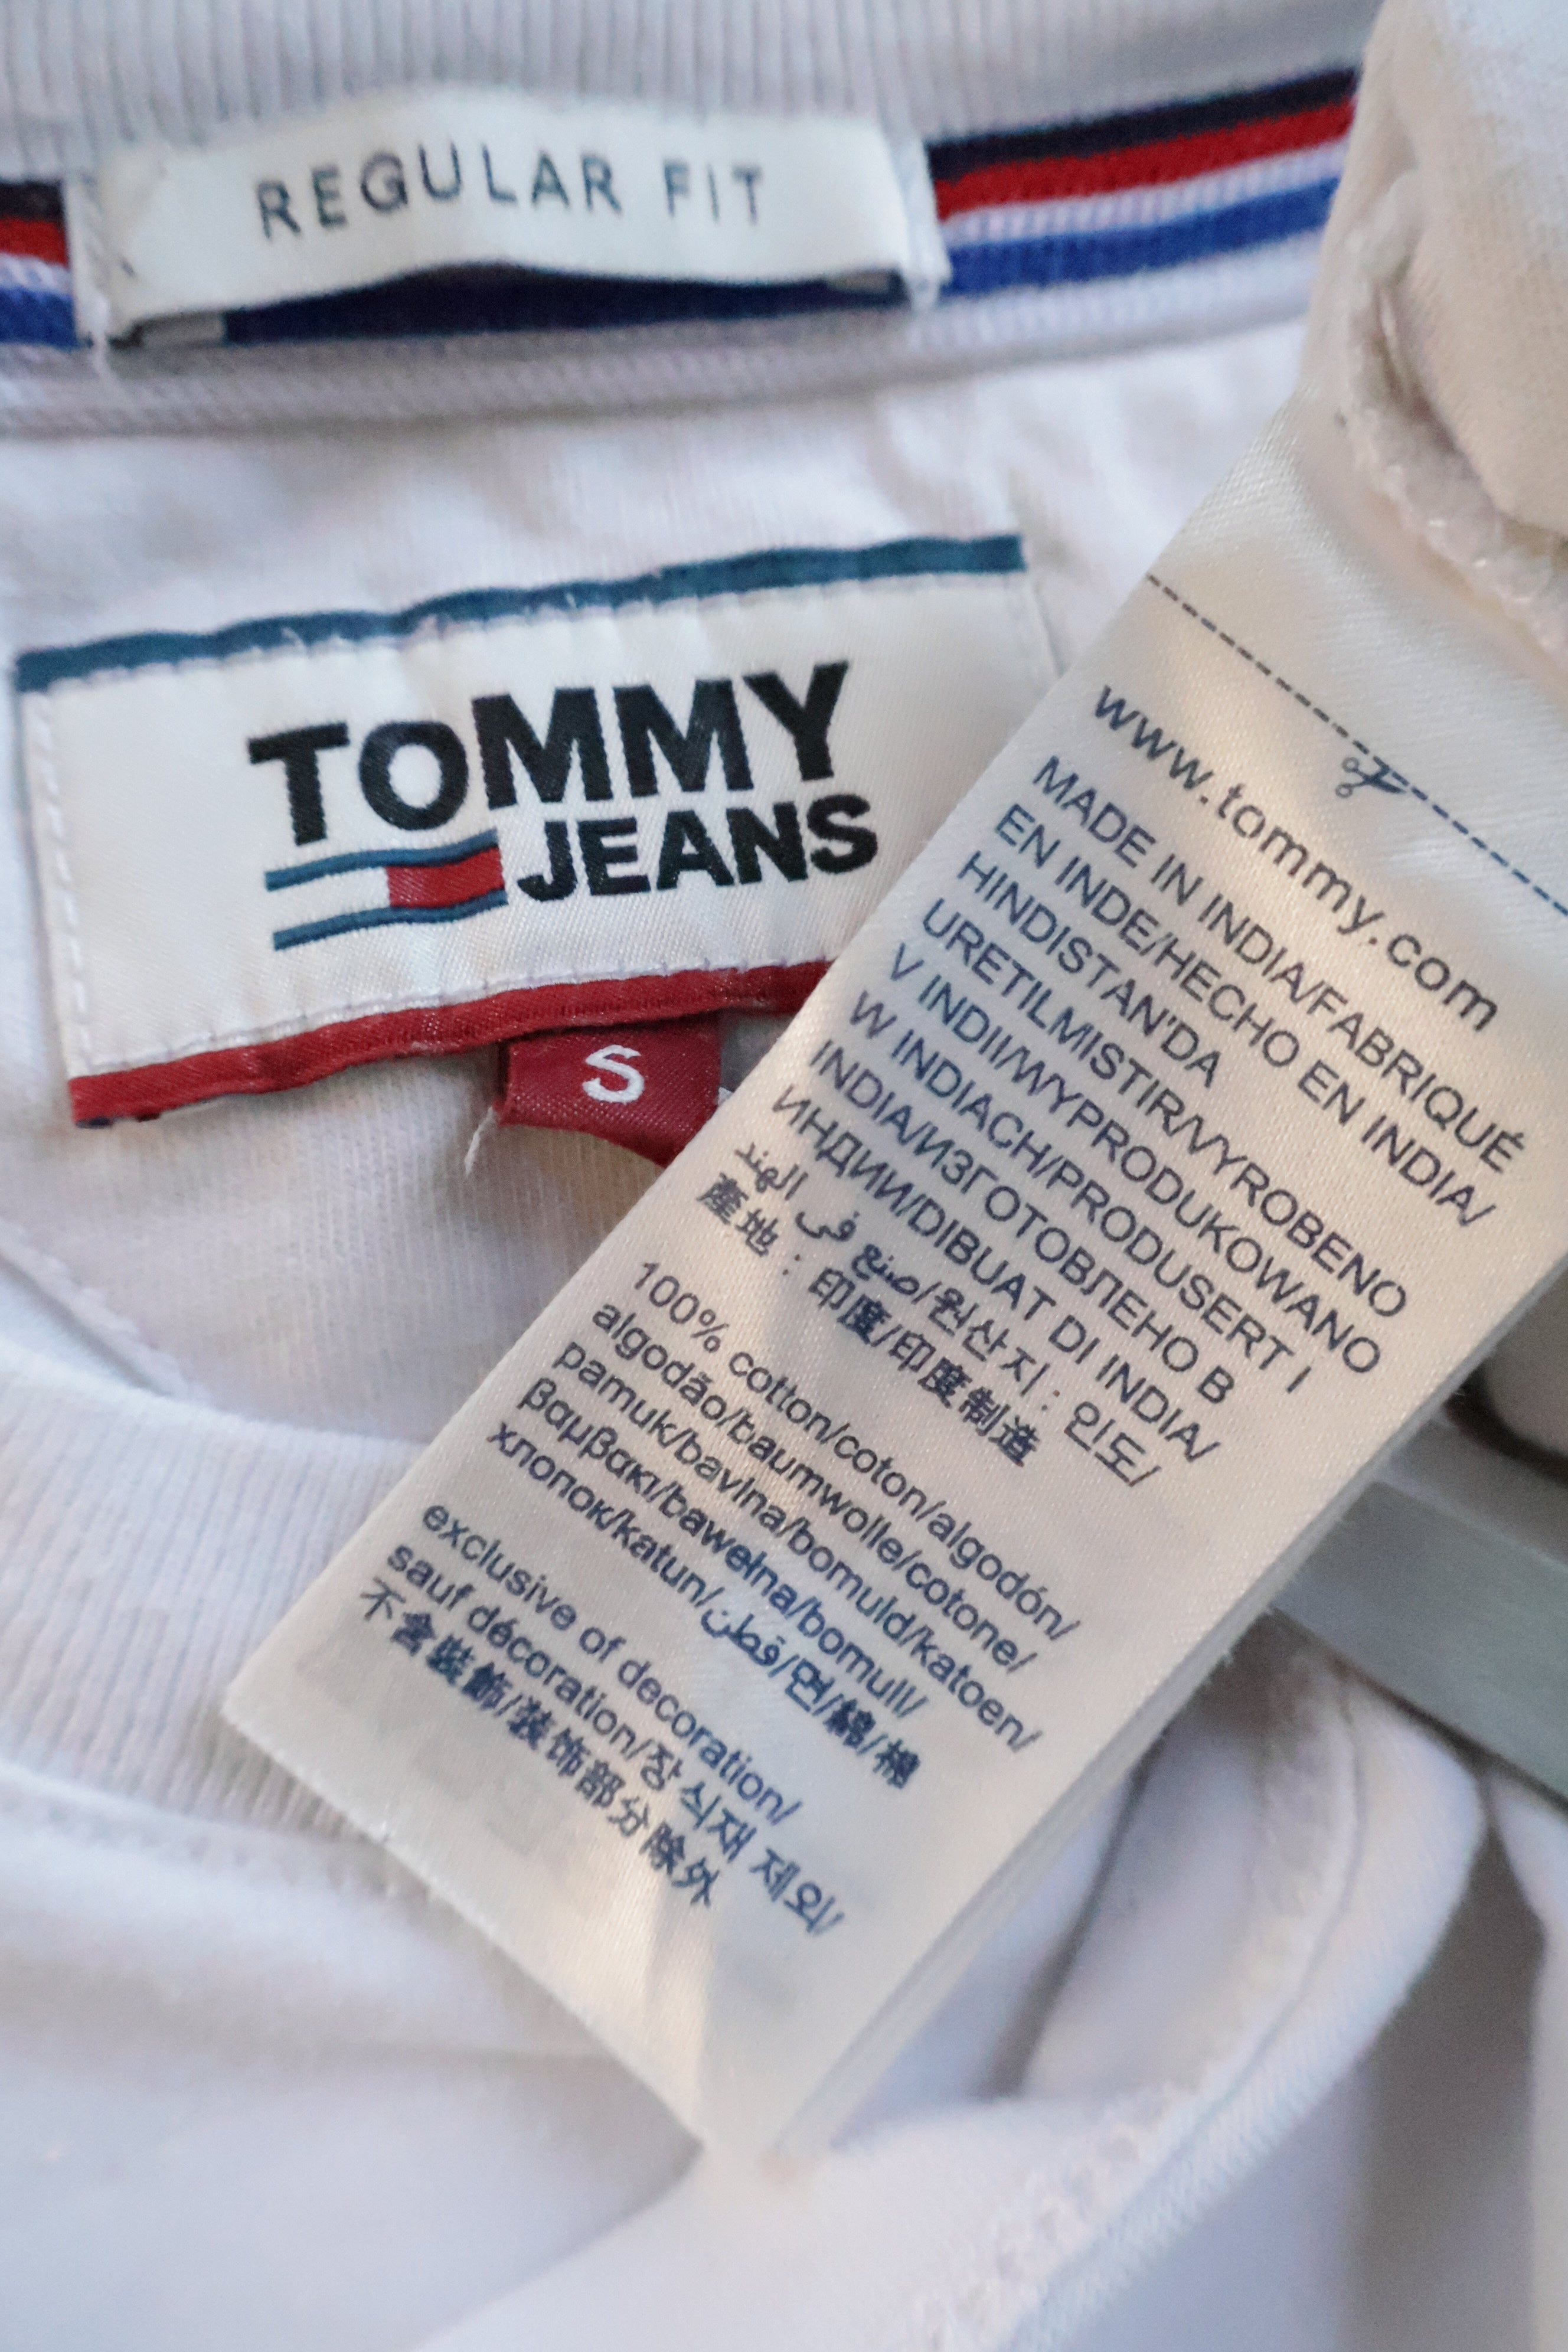 REGULAR FIT
TOMMY
JEANS
S
www.tommy.com
MADE IN INDIA/FABRIQUÉ
EN INDE/HECHO EN INDIA/
HINDISTAN'DA
URETILMISTIR/VYROBENO
V INDII/WYPRODUKOWANO
W INDIACH/PRODUSERT I
INDIA/ИЗГОТОВЛЕНО В
ИНДИИ/DIBUAT DI INDIA/
صنع في الهند/원산지 : 인도/
產地 : 印度/印度制造
100% cotton/coton/algodón/
algodão/baumwolle/cotone/
pamuk/bavlna/bomuld/katoen/
βαμβακι/bawełna/bomull/
хлопок/katun/قطن/면/綿/棉
exclusive of decoration/
sauf décoration/장식재 제외/
不含裝飾/装饰部分除外